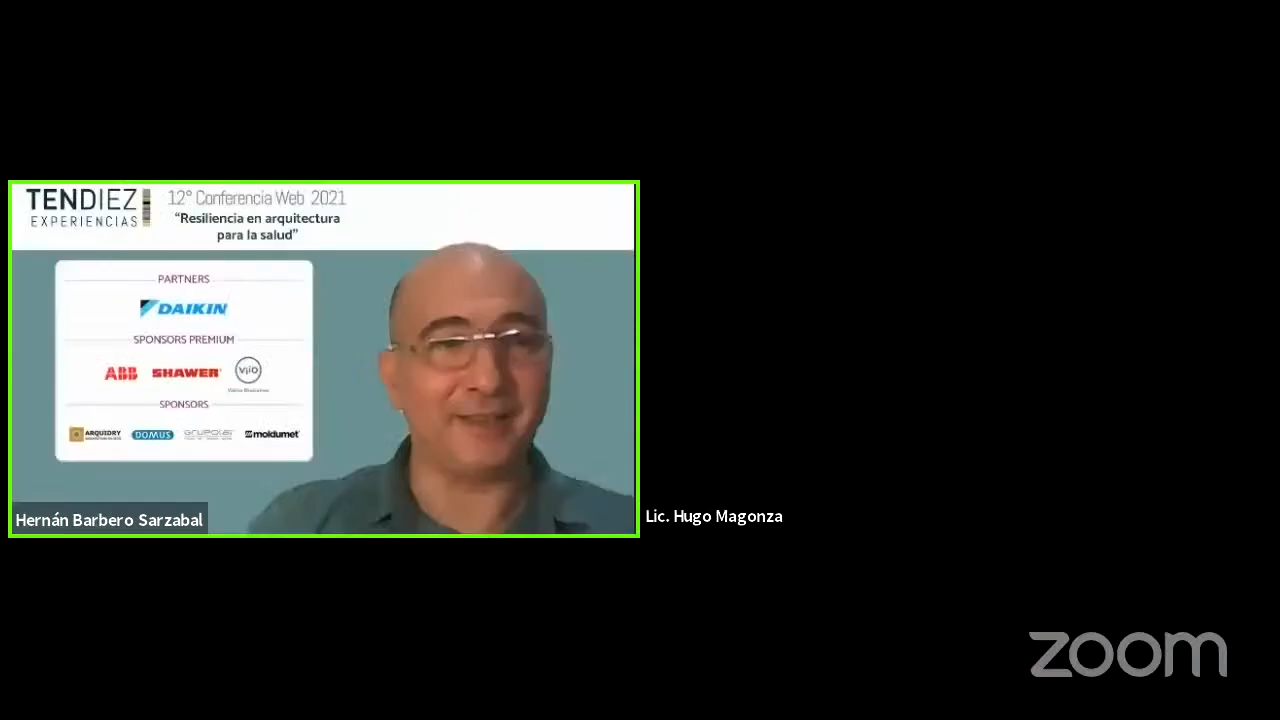 TENDIEZ
EXPERIENCIAS
12° Conferencia Web 2021
“Resiliencia en arquitectura
para la salud”
PARTNERS
DAIKIN
SPONSORS PREMIUM
ABB SHAWER viio
SPONSORS
ARQUIDRY DOMUS moldumet
Hernán Barbero Sarzabal
Lic. Hugo Magonza
zoom